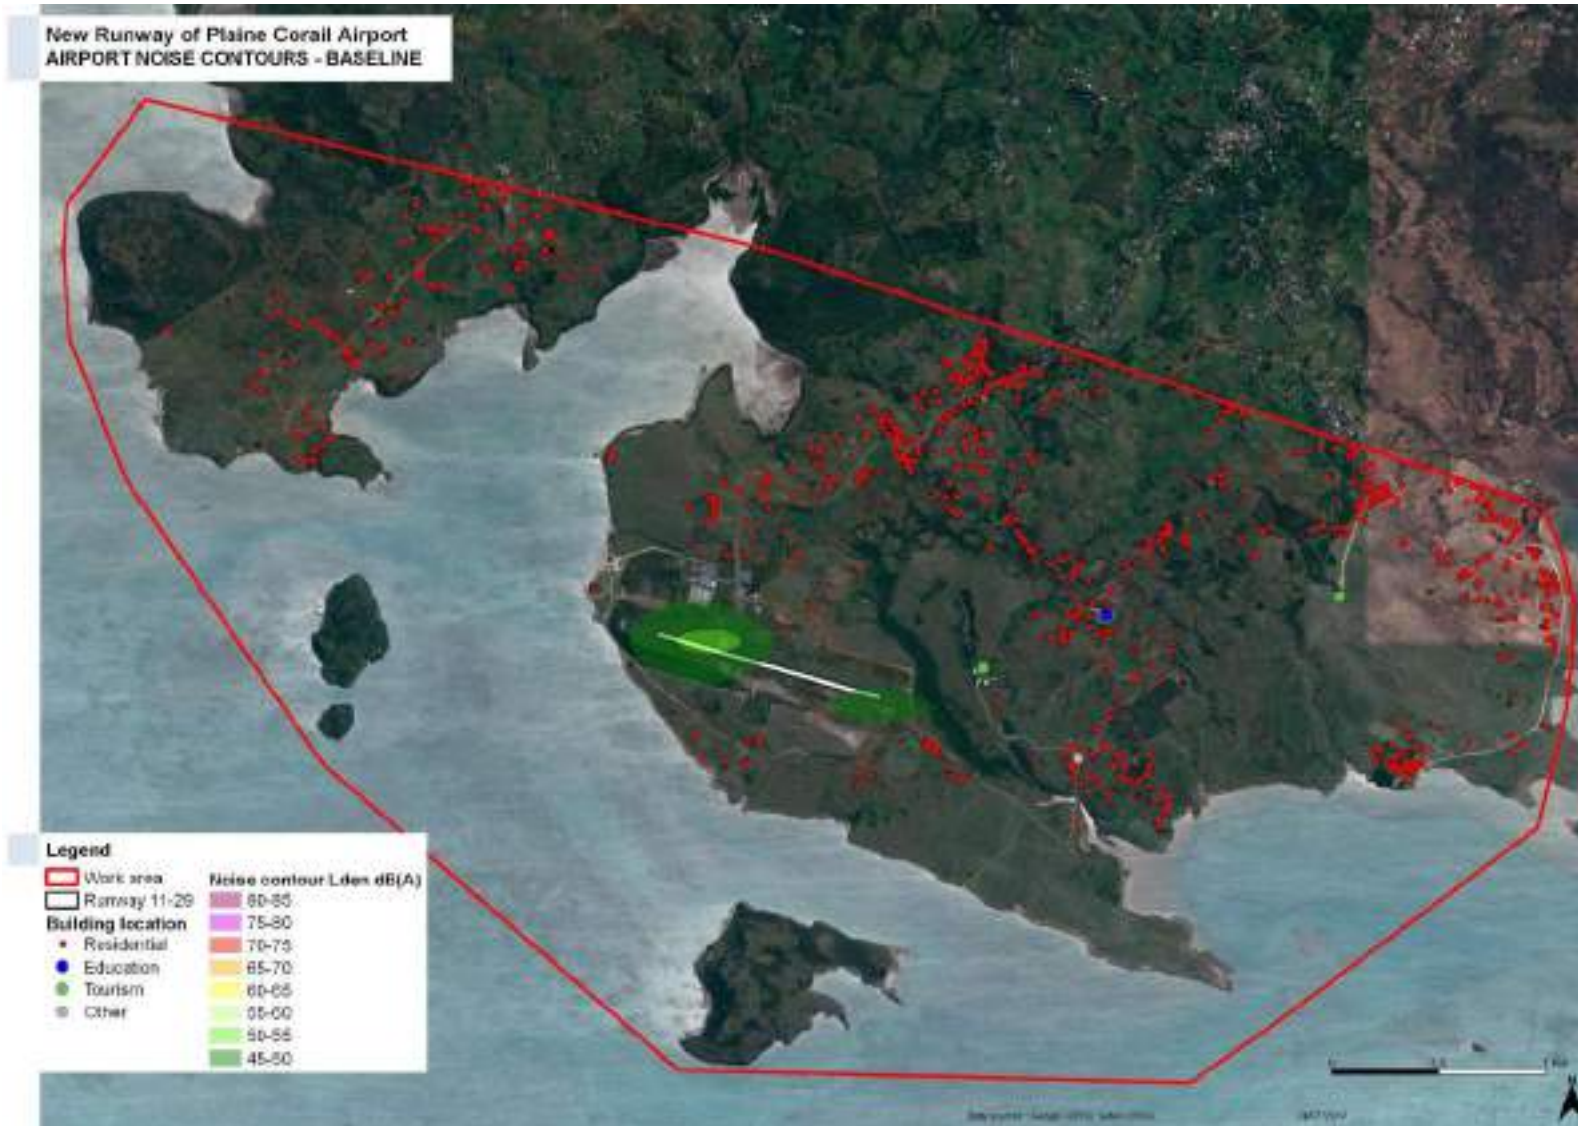 New Runway of Plaine Corail Airport
AIRPORT NOISE CONTOURS - BASELINE
Legend
Work area
Runway 11-29
Building location
Residential
Education
Tourism
Other
Noise contour Lden dB(A)
80-85
75-80
70-75
65-70
60-65
55-60
50-55
45-50
N